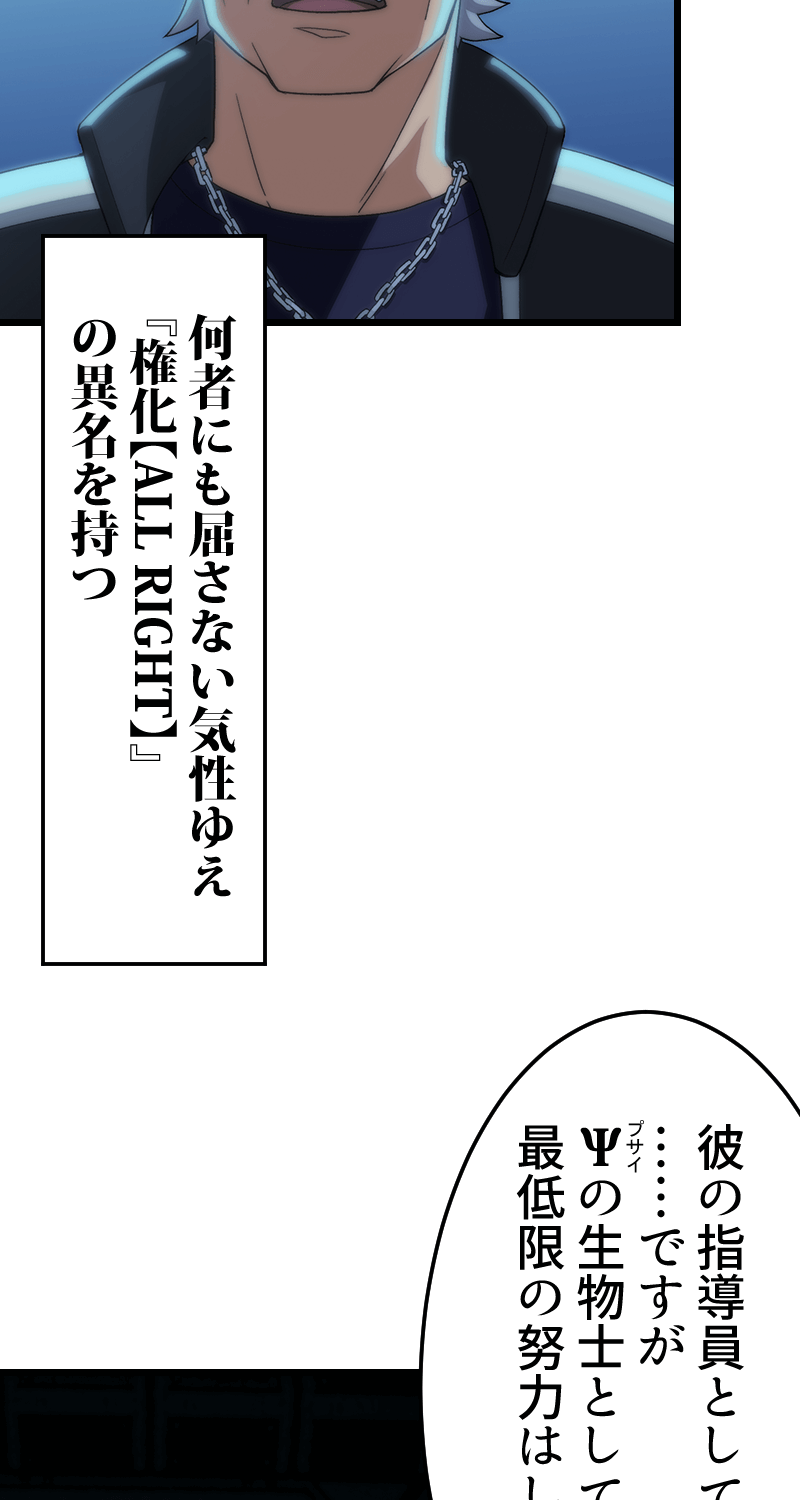 何者にも屈さない気性ゆえ
『権化【ALL RIGHT】』
の異名を持つ
彼の指導員として
……ですが
Ψの生物士として
プサイ
最低限の努力はし